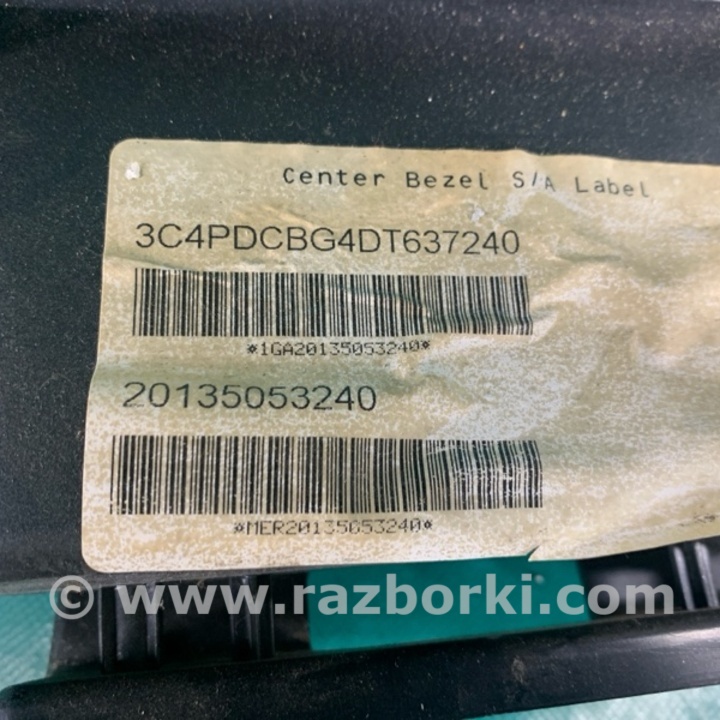 Center Bezel S/A Label
3C4PDCBG4DT637240
*1GA20135053240*
20135053240
*MER20135053240*
© www.razborki.com